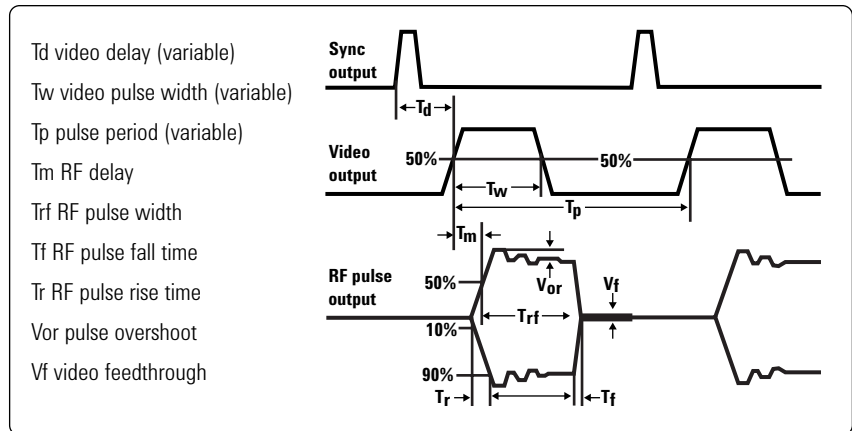 Td video delay (variable)
Tw video pulse width (variable)
Tp pulse period (variable)
Tm RF delay
Trf RF pulse width
Tf RF pulse fall time
Tr RF pulse rise time
Vor pulse overshoot
Vf video feedthrough
Sync
output
Td
Video
output
50%
50%
Tw
Tp
Tm
RF pulse
output
50%
Vor
Vf
Trf
10%
90%
Tr
Tf